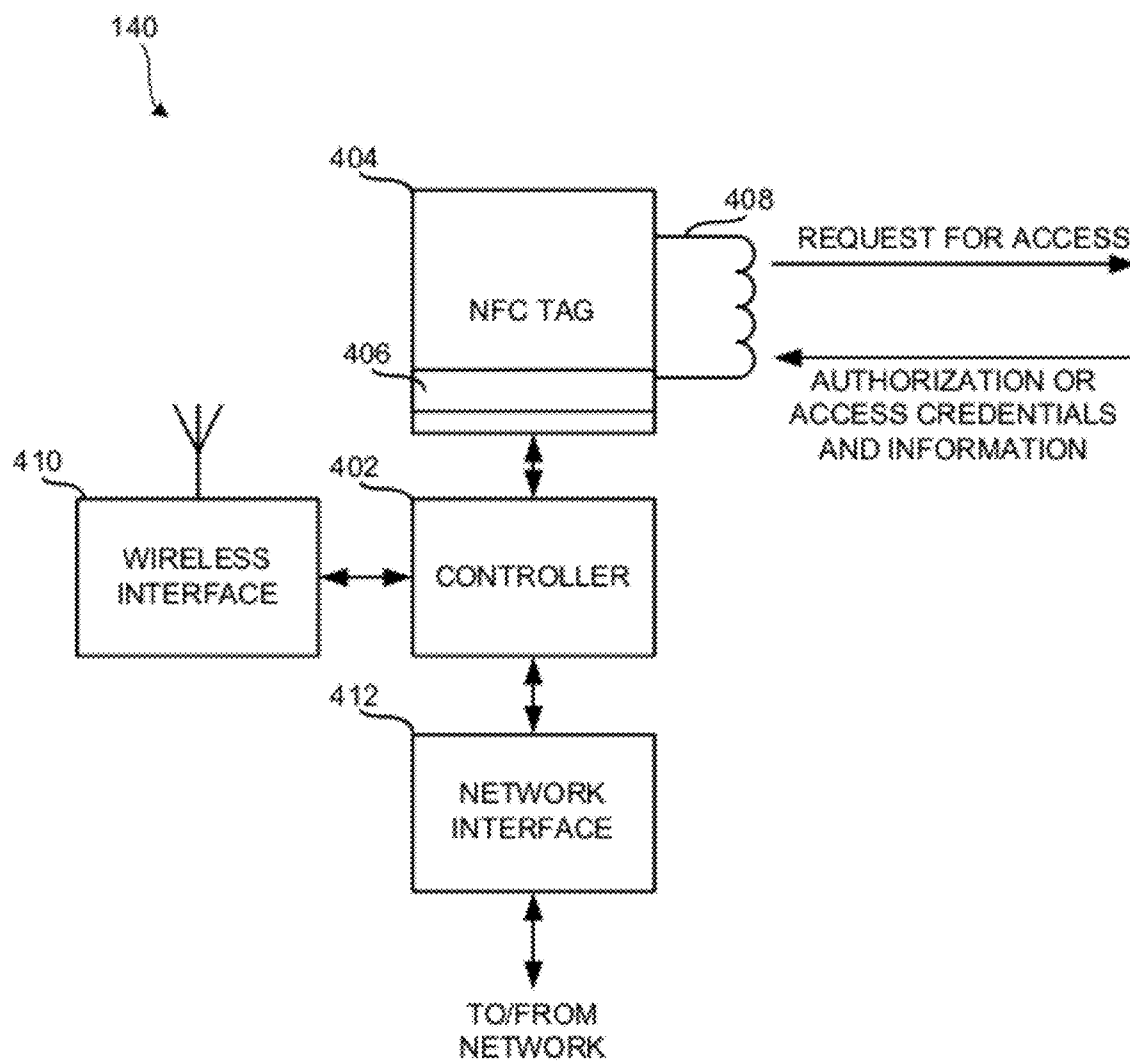 140
404
408
REQUEST FOR ACCESS
NFC TAG
406
AUTHORIZATION OR
ACCESS CREDENTIALS
AND INFORMATION
410
402
WIRELESS
INTERFACE
CONTROLLER
412
NETWORK
INTERFACE
TO/FROM
NETWORK